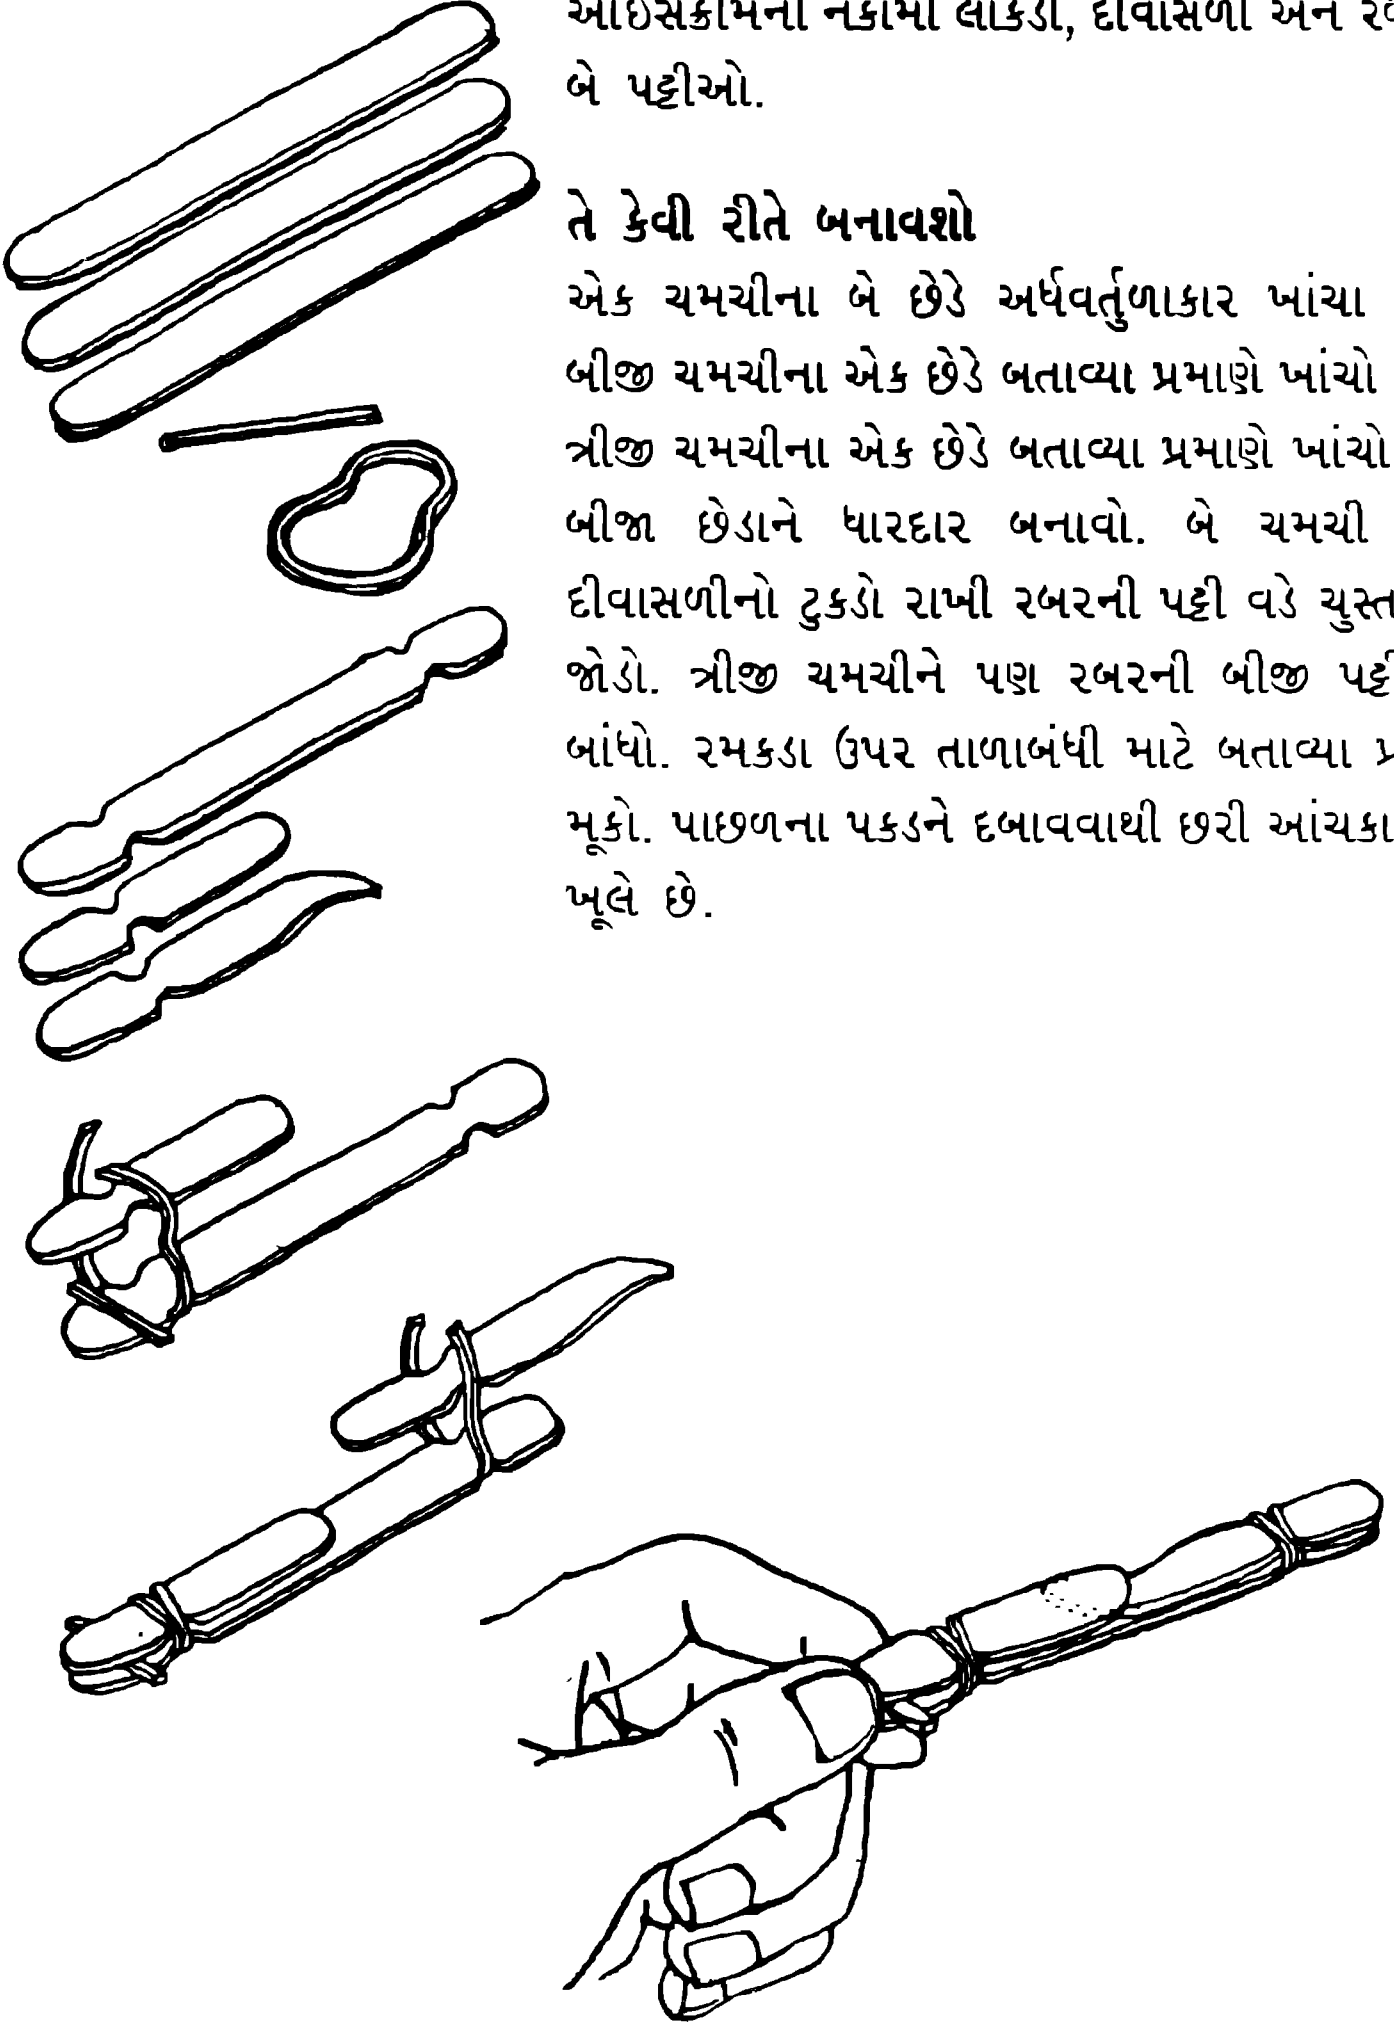 આઇસક્રીમના નકામા લાકડા, દીવાસળી અને
બે પટ્ટીઓ.
તે કેવી રીતે બનાવશો
એક ચમચીના બે છેડે અર્ધવર્તુળાકાર ખાંચા
બીજી ચમચીના એક છેડે બતાવ્યા પ્રમાણે ખાંચો
ત્રીજી ચમચીના એક છેડે બતાવ્યા પ્રમાણે ખાંચો
બીજા છેડાને ધારદાર બનાવો. બે ચમચી
દીવાસળીનો ટુકડો રાખી રબરની પટ્ટી વડે ચુસ્ત
જોડો. ત્રીજી ચમચીને પણ રબરની બીજી પટ્ટી
બાંધો. રમકડા ઉપર તાળાબંધી માટે બતાવ્યા
મૂકો. પાછળના પકડને દબાવવાથી છરી આંચકા
ખૂલે છે.